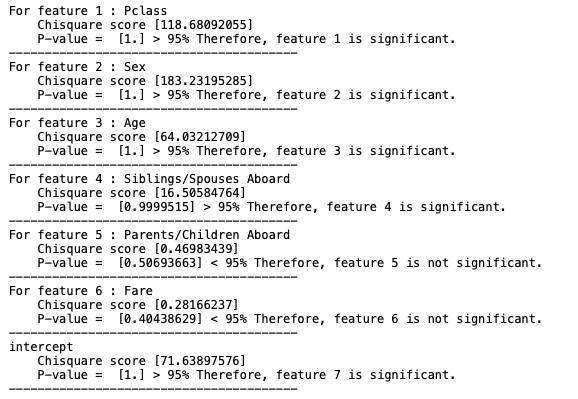 For feature 1 : Pclass
    Chisquare score [118.68092055]
    P-value =  [1.] > 95% Therefore, feature 1 is significant.
----------------------------------------
For feature 2 : Sex
    Chisquare score [183.23195285]
    P-value =  [1.] > 95% Therefore, feature 2 is significant.
----------------------------------------
For feature 3 : Age
    Chisquare score [64.03212709]
    P-value =  [1.] > 95% Therefore, feature 3 is significant.
----------------------------------------
For feature 4 : Siblings/Spouses Aboard
    Chisquare score [16.50584764]
    P-value =  [0.9999515] > 95% Therefore, feature 4 is significant.
----------------------------------------
For feature 5 : Parents/Children Aboard
    Chisquare score [0.46983439]
    P-value =  [0.50693663] < 95% Therefore, feature 5 is not significant.
----------------------------------------
For feature 6 : Fare
    Chisquare score [0.28166237]
    P-value =  [0.40438629] < 95% Therefore, feature 6 is not significant.
----------------------------------------
intercept
    Chisquare score [71.63897576]
    P-value =  [1.] > 95% Therefore, feature 7 is significant.
----------------------------------------